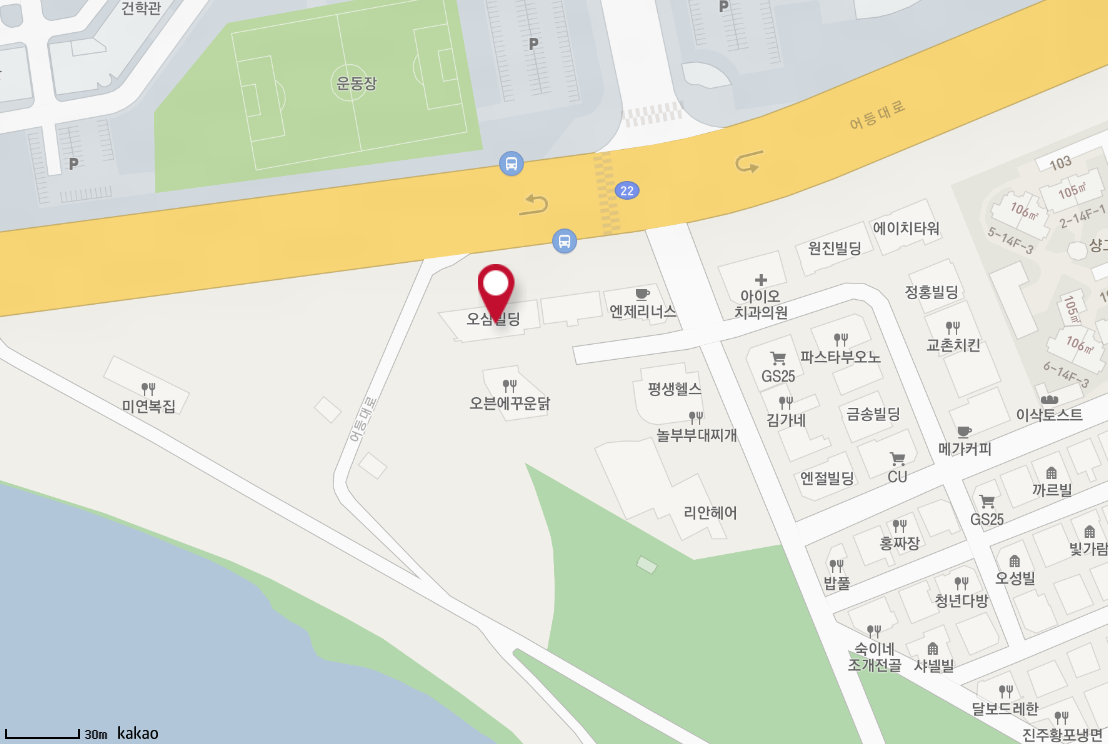 건학관
P
P
운동장
P
어등대로
22
103
105㎡
106㎡
2-14F-1
5-14F-3
에이치타워
원진빌딩
정홍빌딩
아이오
치과의원
엔제리너스
오심빌딩
105㎡
106㎡
6-14F-3
교촌치킨
파스타부오노
GS25
평생헬스
오븐에꾸운닭
미연복집
어등대로
김가네
금송빌딩
이삭토스트
놀부부대찌개
메가커피
엔젤빌딩
CU
까르빌
리안헤어
GS25
홍짜장
빛가람
밥풀
오성빌
청년다방
숙이네
조개전골
샤넬빌
달보드레한
진주황포냉면
30m
kakao